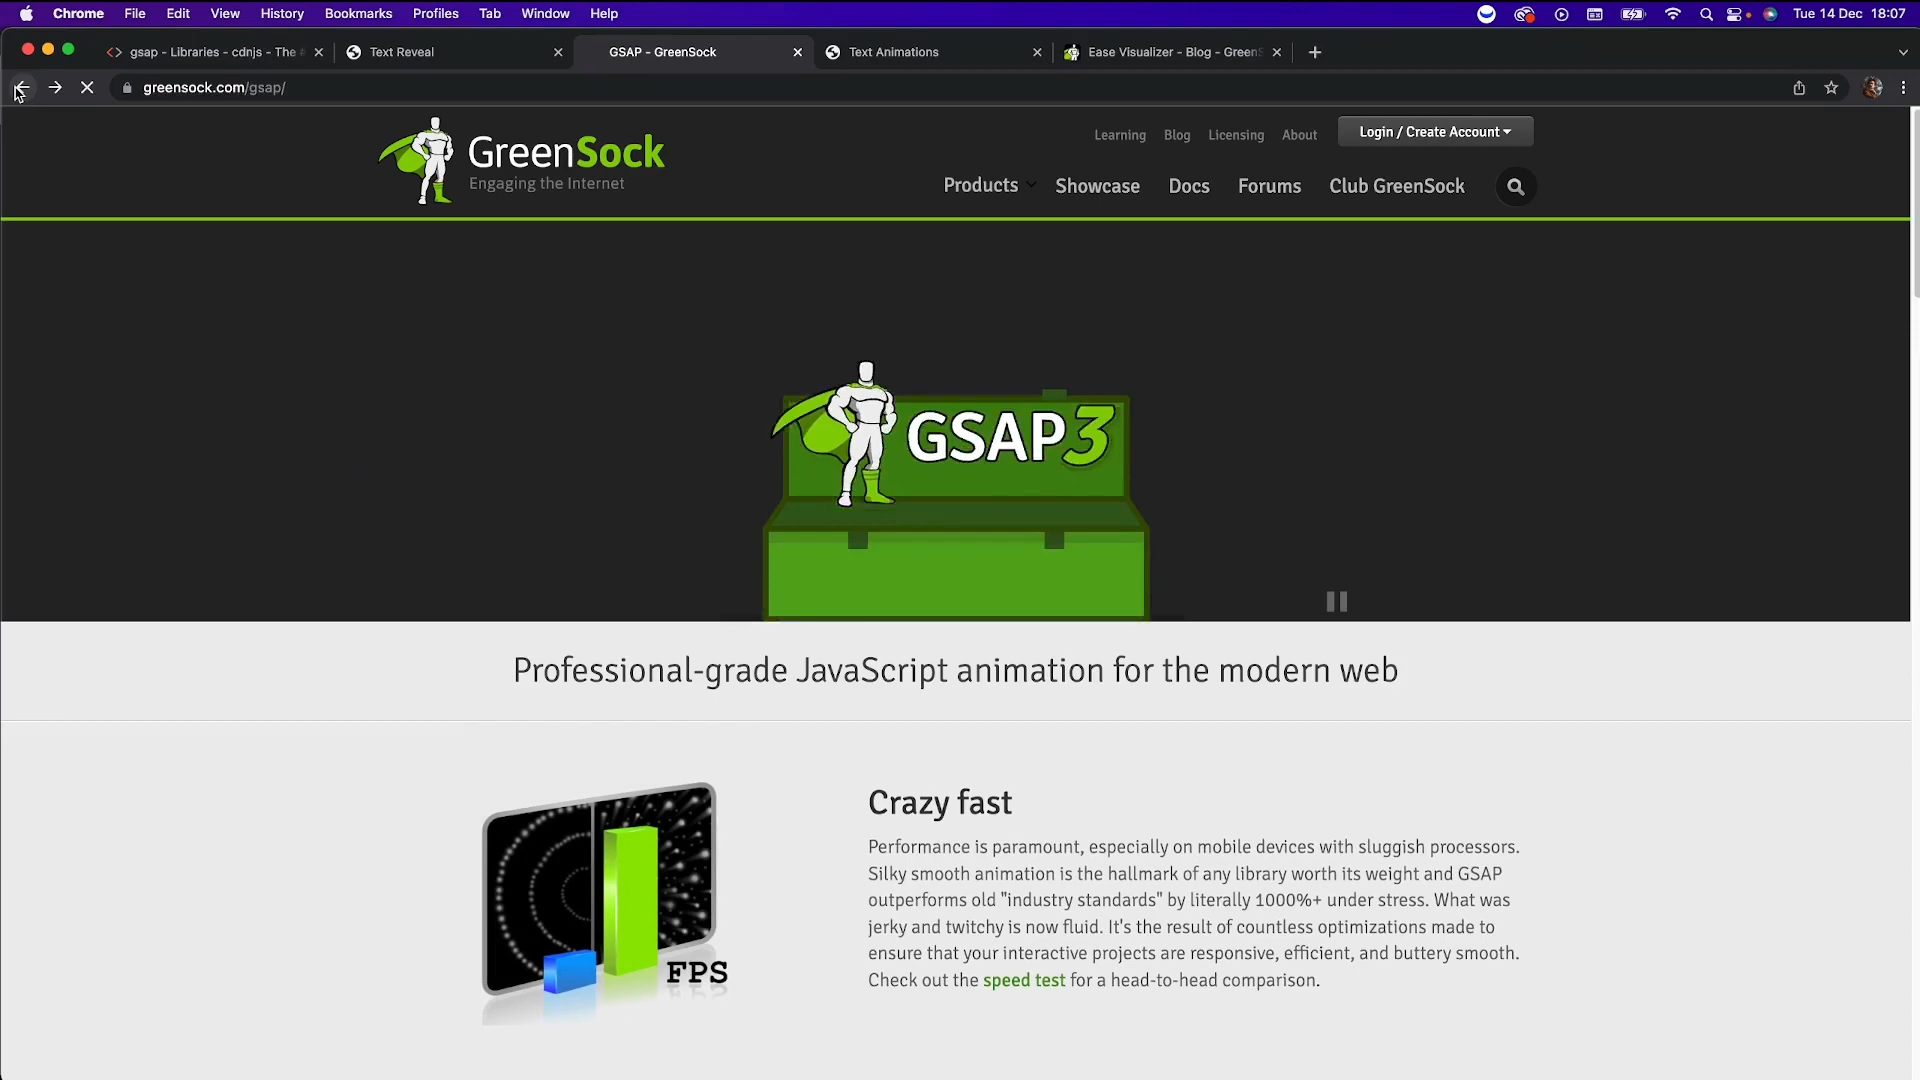 Chrome File Edit View History Bookmarks Profiles Tab Window Help Tue 14 Dec 18:07
gsap - Libraries - cdnjs - The Text Reveal GSAP - GreenSock Text Animations Ease Visualizer - Blog - GreenS
greensock.com/gsap/
Learning Blog Licensing About Login / Create Account
GreenSock
Engaging the Internet
Products Showcase Docs Forums Club GreenSock
GSAP3
Professional-grade JavaScript animation for the modern web
Crazy fast
Performance is paramount, especially on mobile devices with sluggish processors.
Silky smooth animation is the hallmark of any library worth its weight and GSAP
outperforms old "industry standards" by literally 1000%+ under stress. What was
jerky and twitchy is now fluid. It's the result of countless optimizations made to
ensure that your interactive projects are responsive, efficient, and buttery smooth.
Check out the speed test for a head-to-head comparison.
FPS